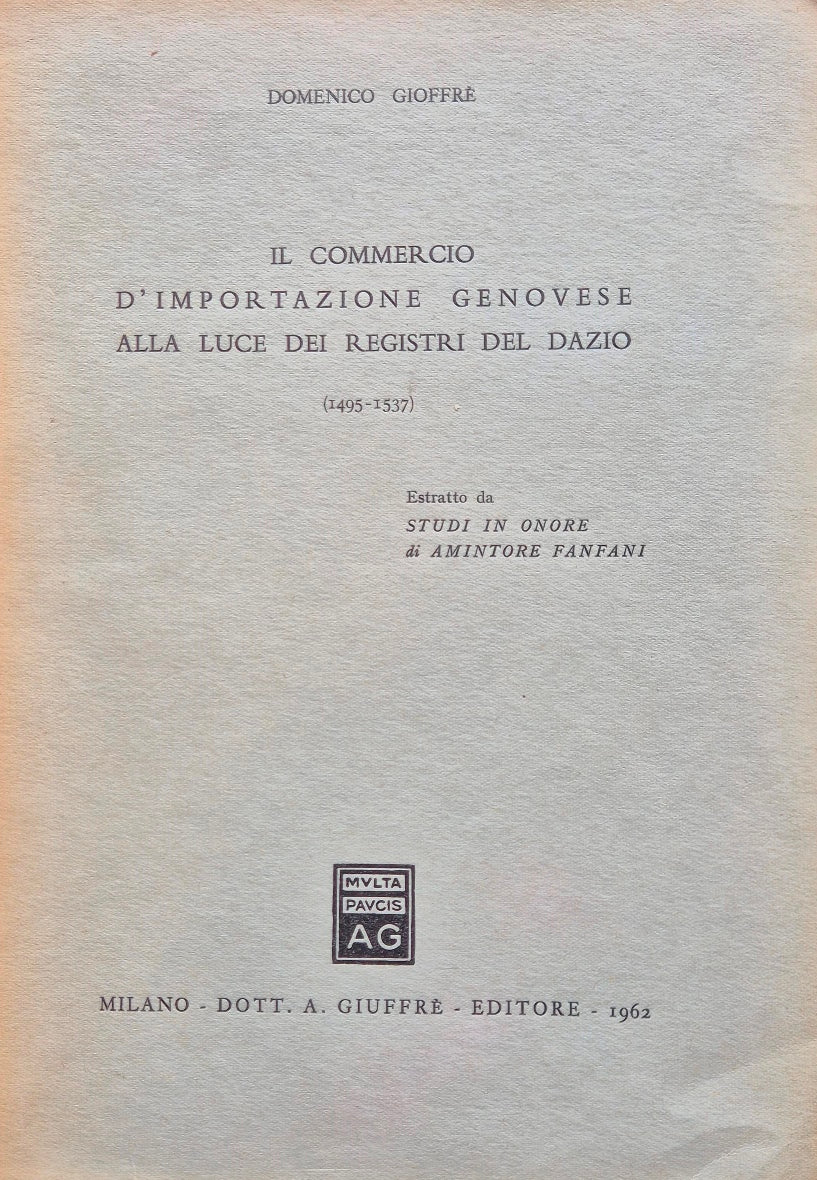 DOMENICO GIOFFRÈ
IL COMMERCIO
D'IMPORTAZIONE GENOVESE
ALLA LUCE DEI REGISTRI DEL DAZIO
(1495-1537)
Estratto da
STUDI IN ONORE
di AMINTORE FANFANI
MVLTA
PAVCIS
AG
MILANO - DOTT. A. GIUFFRÈ - EDITORE - 1962